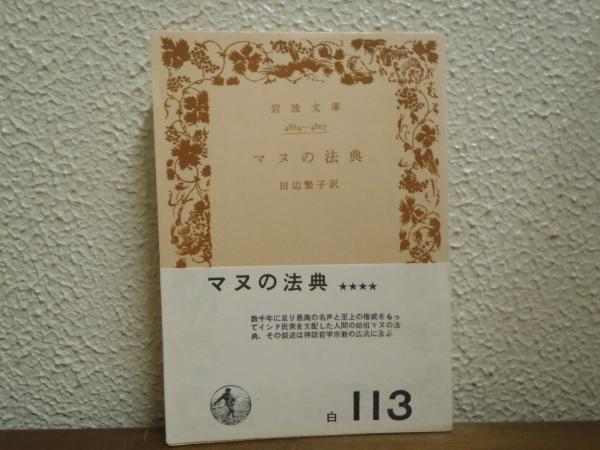 岩波文庫
4864—4867
マヌの法典
田辺繁子訳
マヌの法典 ★★★★
数千年に亙り最高の名声と至上の権威をもっ
てインド民衆を支配した人間の始祖マヌの法
典、その叙述は神話哲学宗教の広汎に及ぶ
白 113